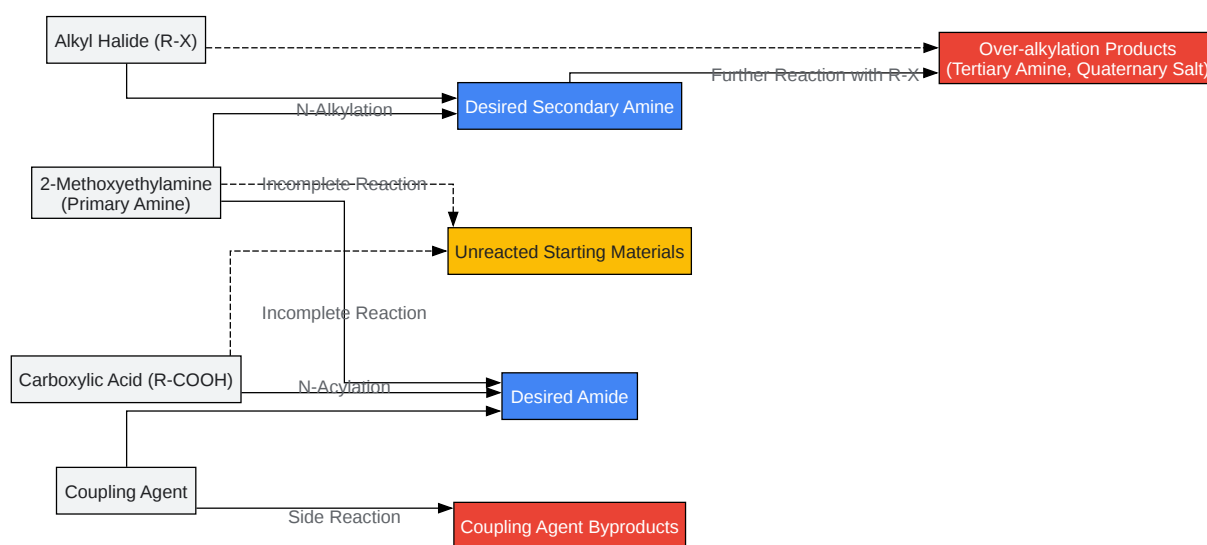 Alkyl Halide (R-X)
Over-alkylation Products
(Tertiary Amine, Quaternary Salt)
Further Reaction with R-X
N-Alkylation
Desired Secondary Amine
2-Methoxyethylamine
(Primary Amine)
Incomplete Reaction
Unreacted Starting Materials
Incomplete Reaction
Carboxylic Acid (R-COOH)
N-Acylation
Desired Amide
Coupling Agent
Side Reaction
Coupling Agent Byproducts